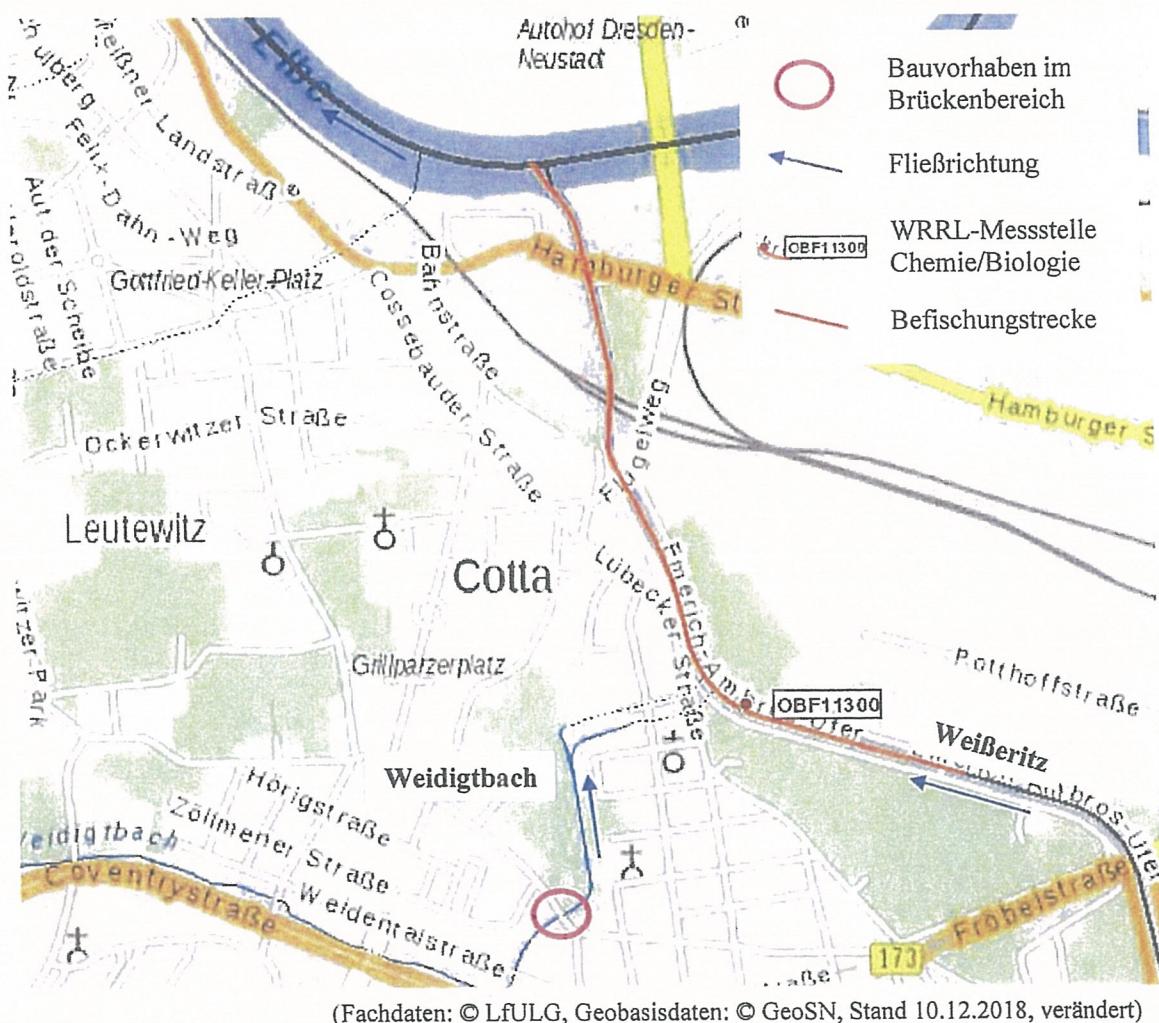 Autohof Dresden-
Neustadt
Elbe
Meißner Landstraße
Felix-Dahn-Weg
Auf der Scheibe
Haroldstraße
Gottfried-Keller-Platz
Bahnstraße
Cossebauder Straße
Hamburger St
Ockerwitzer Straße
Leutewitz
Cotta
Flügelweg
Lübecker Straße
Emerich-Ambros-Ufer
Grillparzerplatz
OBF11300
Potthoffstraße
Weißeritz
Weidigtbach
Hörigstraße
Zöllmener Straße
Weidentalstraße
eidigtbach
Coventrystraße
Fröbelstraße
173
aße
Bauvorhaben im
Brückenbereich
Fließrichtung
OBF11300
WRRL-Messstelle
Chemie/Biologie
Befischungstrecke
Hamburger S
(Fachdaten: © LfULG, Geobasisdaten: © GeoSN, Stand 10.12.2018, verändert)